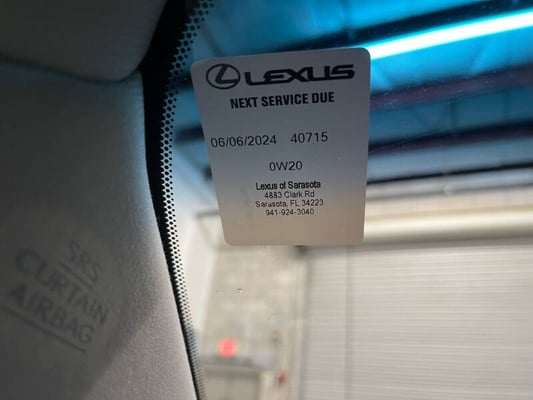 LEXUS
NEXT SERVICE DUE
06/06/2024 40715
0W20
Lexus of Sarasota
4883 Clark Rd
Sarasota, FL 34223
941-924-3040
SRS
CURTAIN
AIRBAG